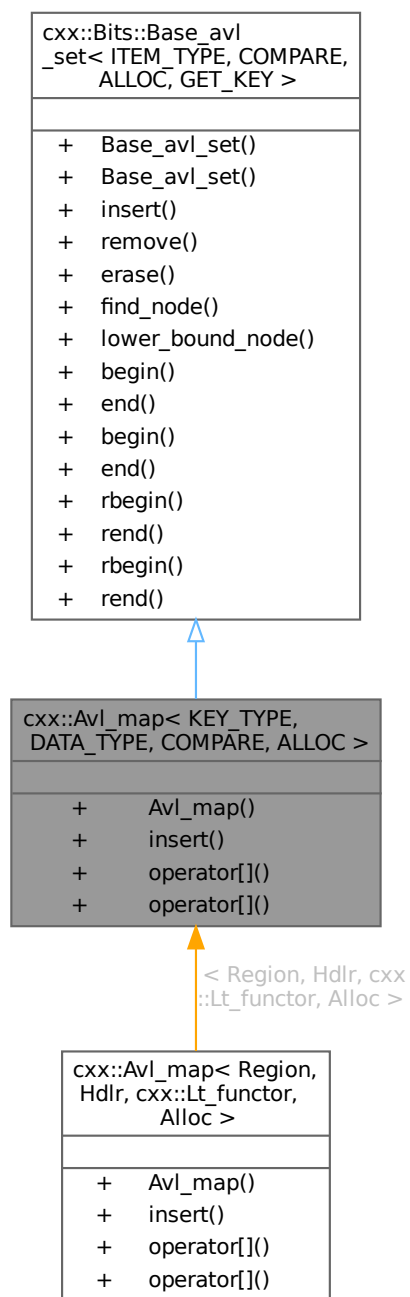 cxx::Bits::Base_avl
_set< ITEM_TYPE, COMPARE,
ALLOC, GET_KEY >
+ Base_avl_set()
+ Base_avl_set()
+ insert()
+ remove()
+ erase()
+ find_node()
+ lower_bound_node()
+ begin()
+ end()
+ begin()
+ end()
+ rbegin()
+ rend()
+ rbegin()
+ rend()
cxx::Avl_map< KEY_TYPE,
DATA_TYPE, COMPARE, ALLOC >
+ Avl_map()
+ insert()
+ operator[]()
+ operator[]()
< Region, Hdlr, cxx
::Lt_functor, Alloc >
cxx::Avl_map< Region,
Hdlr, cxx::Lt_functor,
Alloc >
+ Avl_map()
+ insert()
+ operator[]()
+ operator[]()